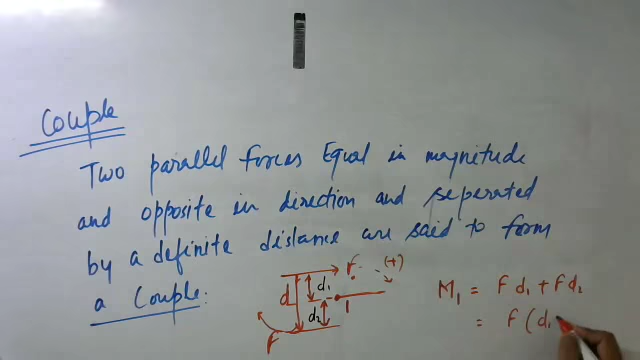 Couple
Two parallel forces Equal in magnitude
and opposite in direction and seperated
by a definite distance are said to form
a Couple:
F (+)
d d₁
1
d₂
F
M₁ = F d₁ + F d₂
= F (d₁